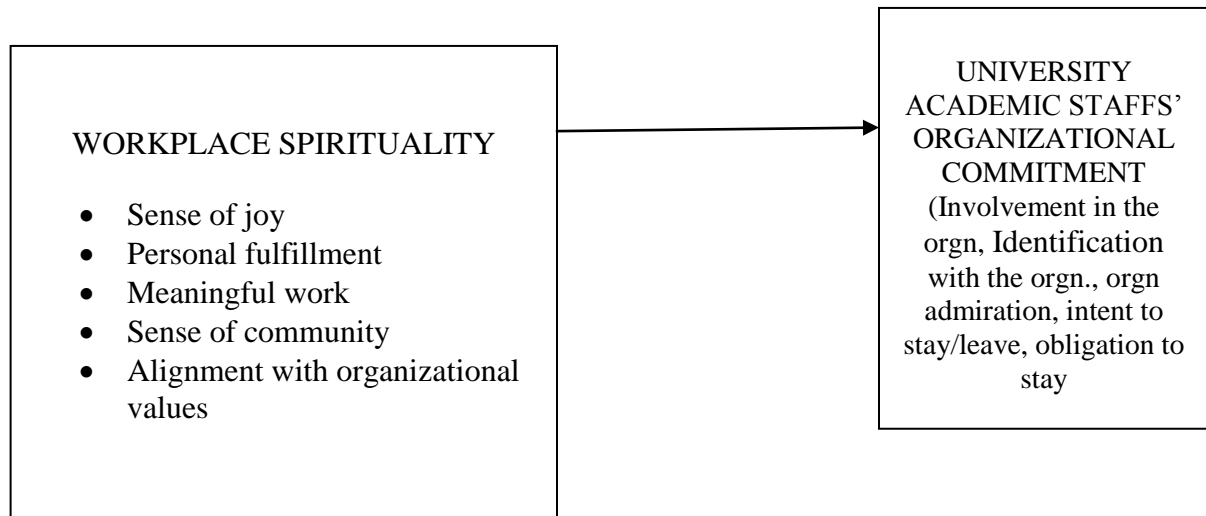 WORKPLACE SPIRITUALITY
• Sense of joy
• Personal fulfillment
• Meaningful work
• Sense of community
• Alignment with organizational
values
UNIVERSITY
ACADEMIC STAFFS’
ORGANIZATIONAL
COMMITMENT
(Involvement in the
orgn, Identification
with the orgn., orgn
admiration, intent to
stay/leave, obligation to
stay